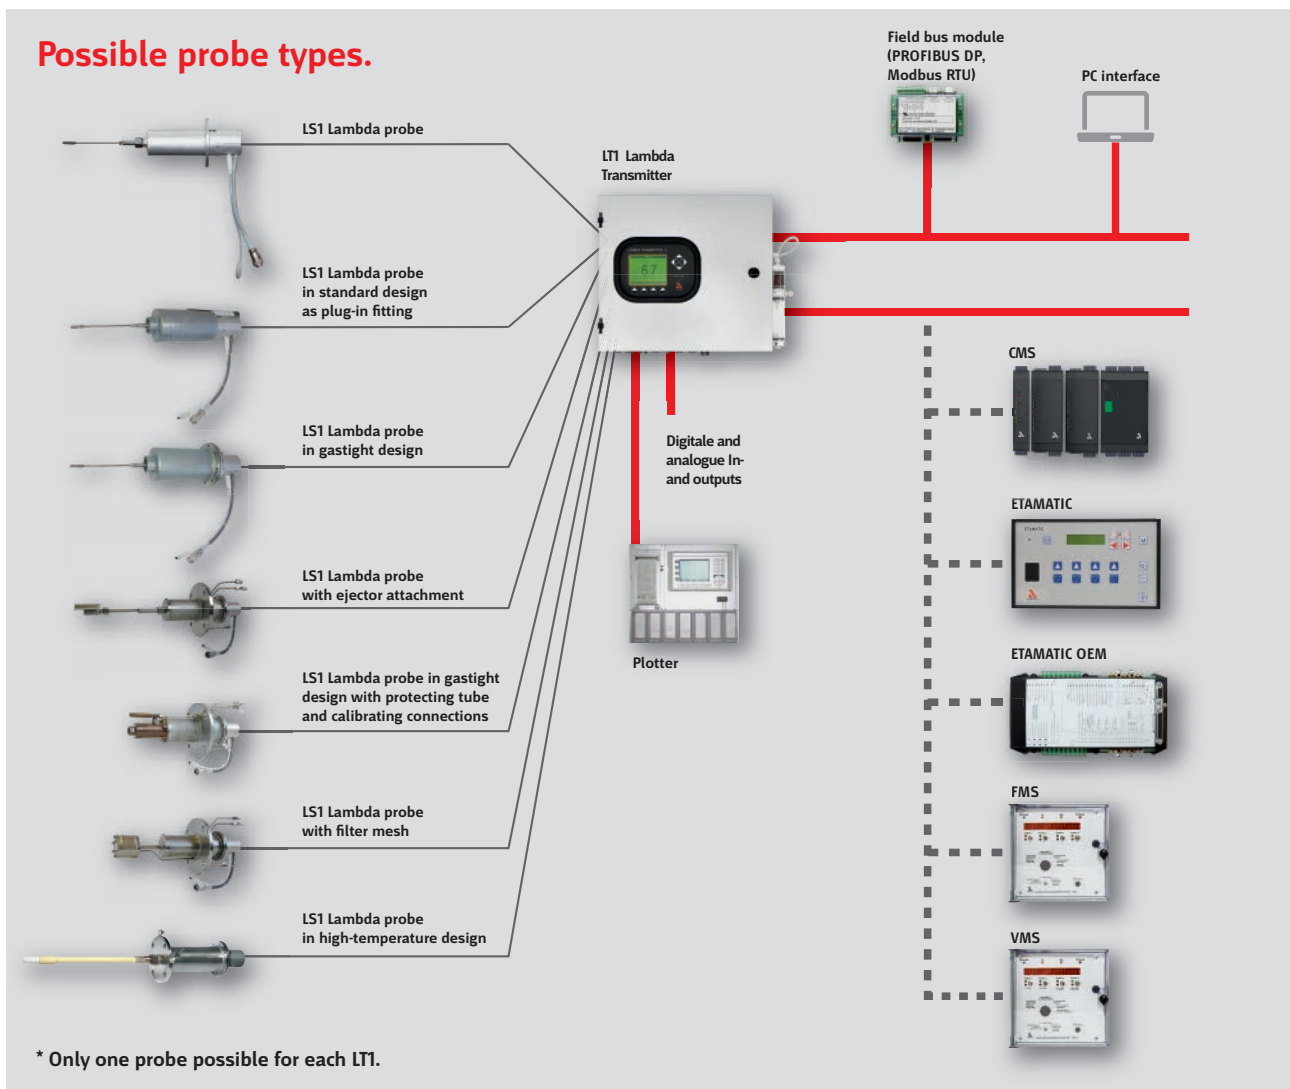 Possible probe types.
Field bus module
(PROFIBUS DP,
Modbus RTU)
PC interface
LS1 Lambda probe
LT1 Lambda
Transmitter
LS1 Lambda probe
in standard design
as plug-in fitting
67
CMS
LS1 Lambda probe
in gastight design
Digitale and
analogue In-
and outputs
ETAMATIC
ETAMATIC
LS1 Lambda probe
with ejector attachment
Plotter
ETAMATIC OEM
LS1 Lambda probe in gastight
design with protecting tube
and calibrating connections
FMS
LS1 Lambda probe
with filter mesh
LS1 Lambda probe
in high-temperature design
VMS
* Only one probe possible for each LT1.